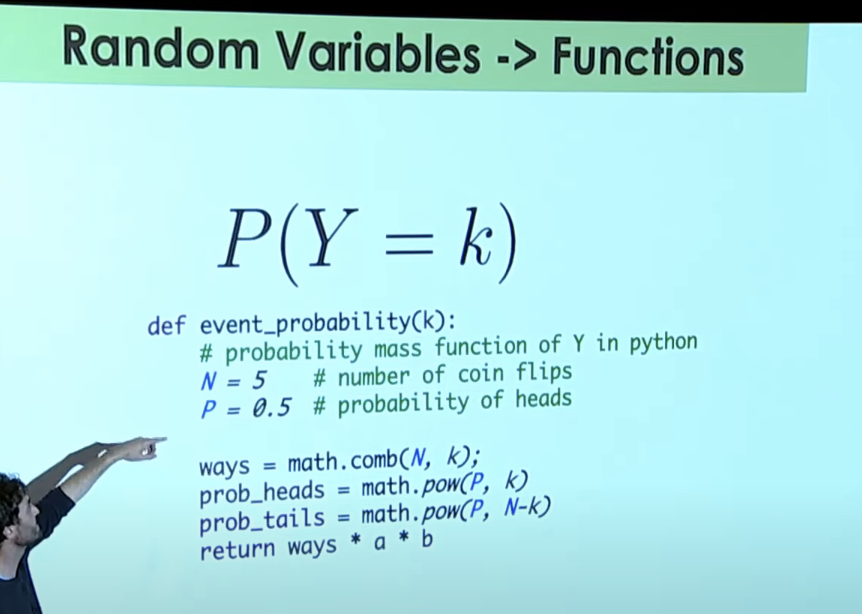 Random Variables -> Functions
P(Y = k)
def event_probability(k):
# probability mass function of Y in python
N = 5 # number of coin flips
P = 0.5 # probability of heads
ways = math.comb(N, k);
prob_heads = math.pow(P, k)
prob_tails = math.pow(P, N-k)
return ways * a * b